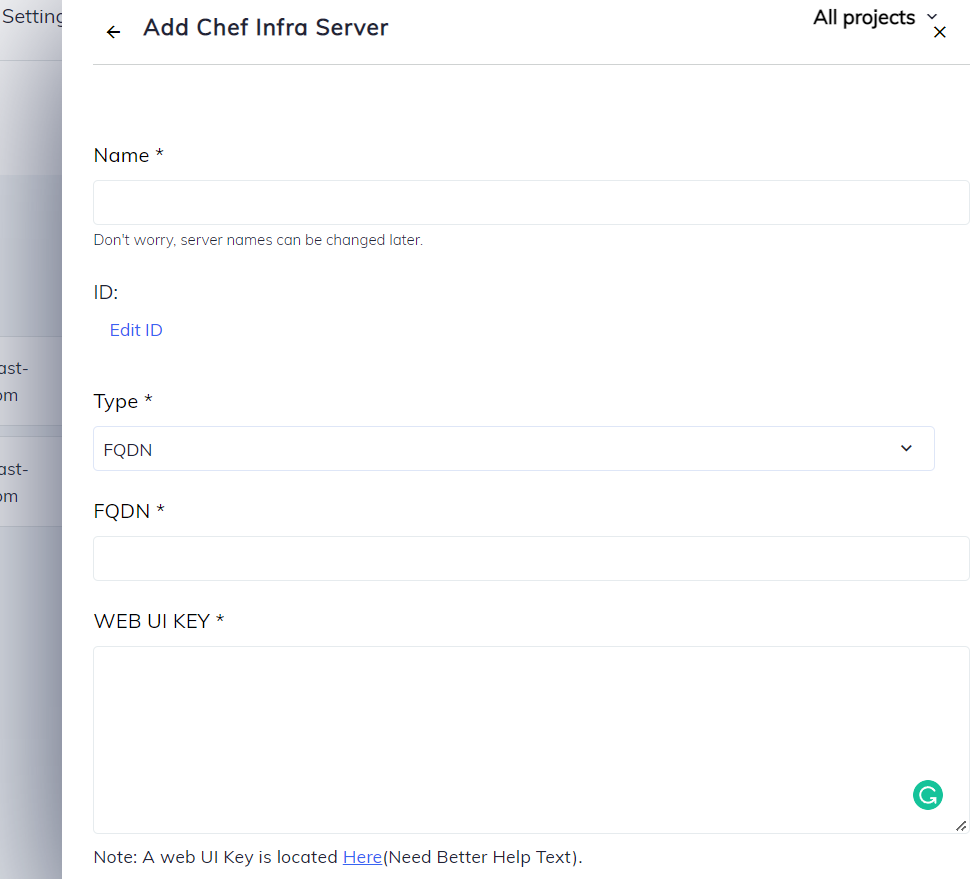 Setting
Add Chef Infra Server
All projects
Name *
Don't worry, server names can be changed later.
ID:
Edit ID
ast-
om
Type *
FQDN
ast-
om
FQDN *
WEB UI KEY *
Note: A web UI Key is located Here(Need Better Help Text).